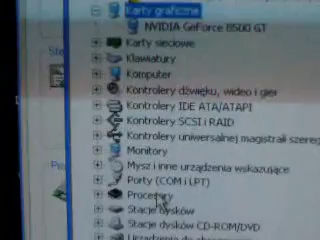 Karty graficzne
NVIDIA GeForce 8500 GT
Karty sieciowe
Klawiatury
Komputer
Kontrolery dźwięku, wideo i gier
Kontrolery IDE ATA/ATAPI
Kontrolery SCSI i RAID
Kontrolery uniwersalnej magistrali szereg
Monitory
Mysz i inne urządzenia wskazujące
Porty (COM i LPT)
Procesory
Stacje dysków
Stacje dysków CD-ROM/DVD
Urządzenia do